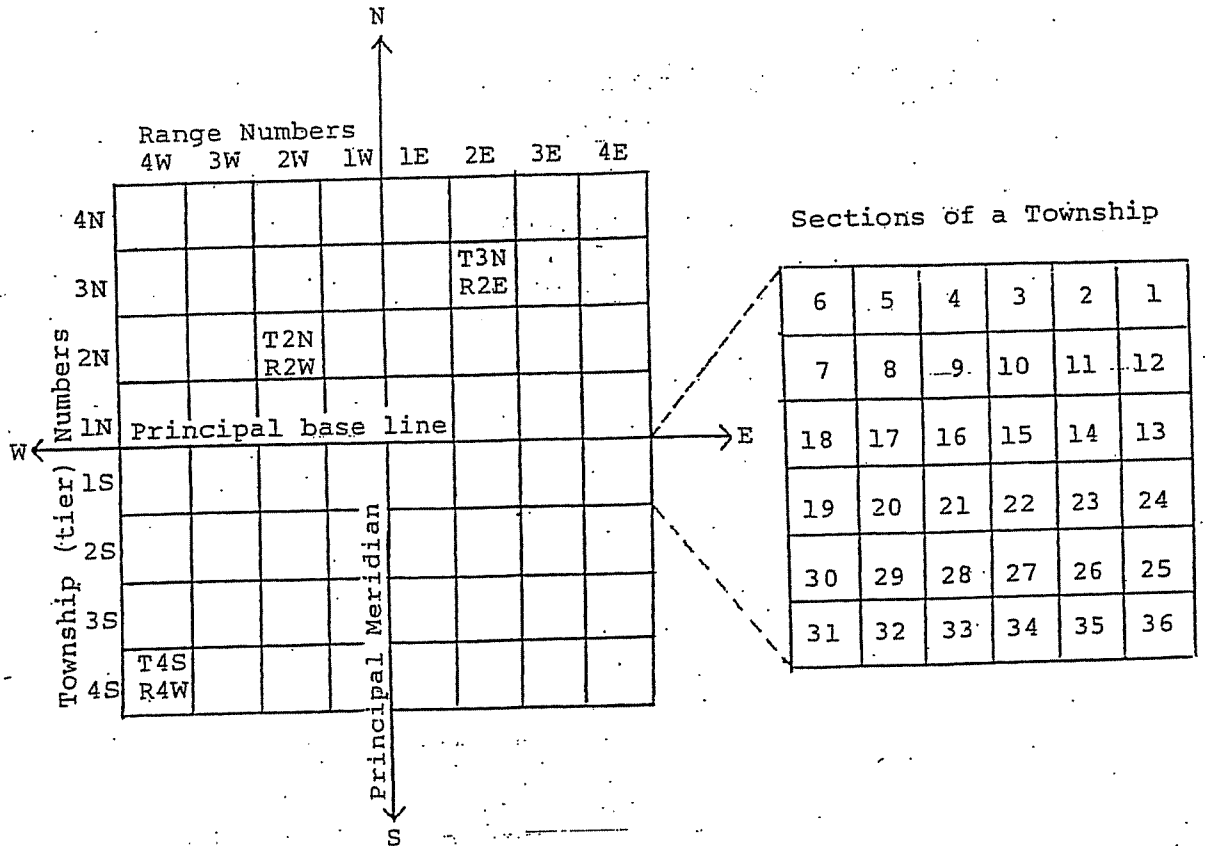 N
Range Numbers
4W 3W 2W 1W 1E 2E 3E 4E
Township (tier) Numbers
4N
3N
2N
1N
1S
2S
3S
4S
T3N
R2E
T2N
R2W
Principal base line
W
E
Principal Meridian
T4S
R4W
S
Sections of a Township
6 5 4 3 2 1
7 8 9 10 11 12
18 17 16 15 14 13
19 20 21 22 23 24
30 29 28 27 26 25
31 32 33 34 35 36